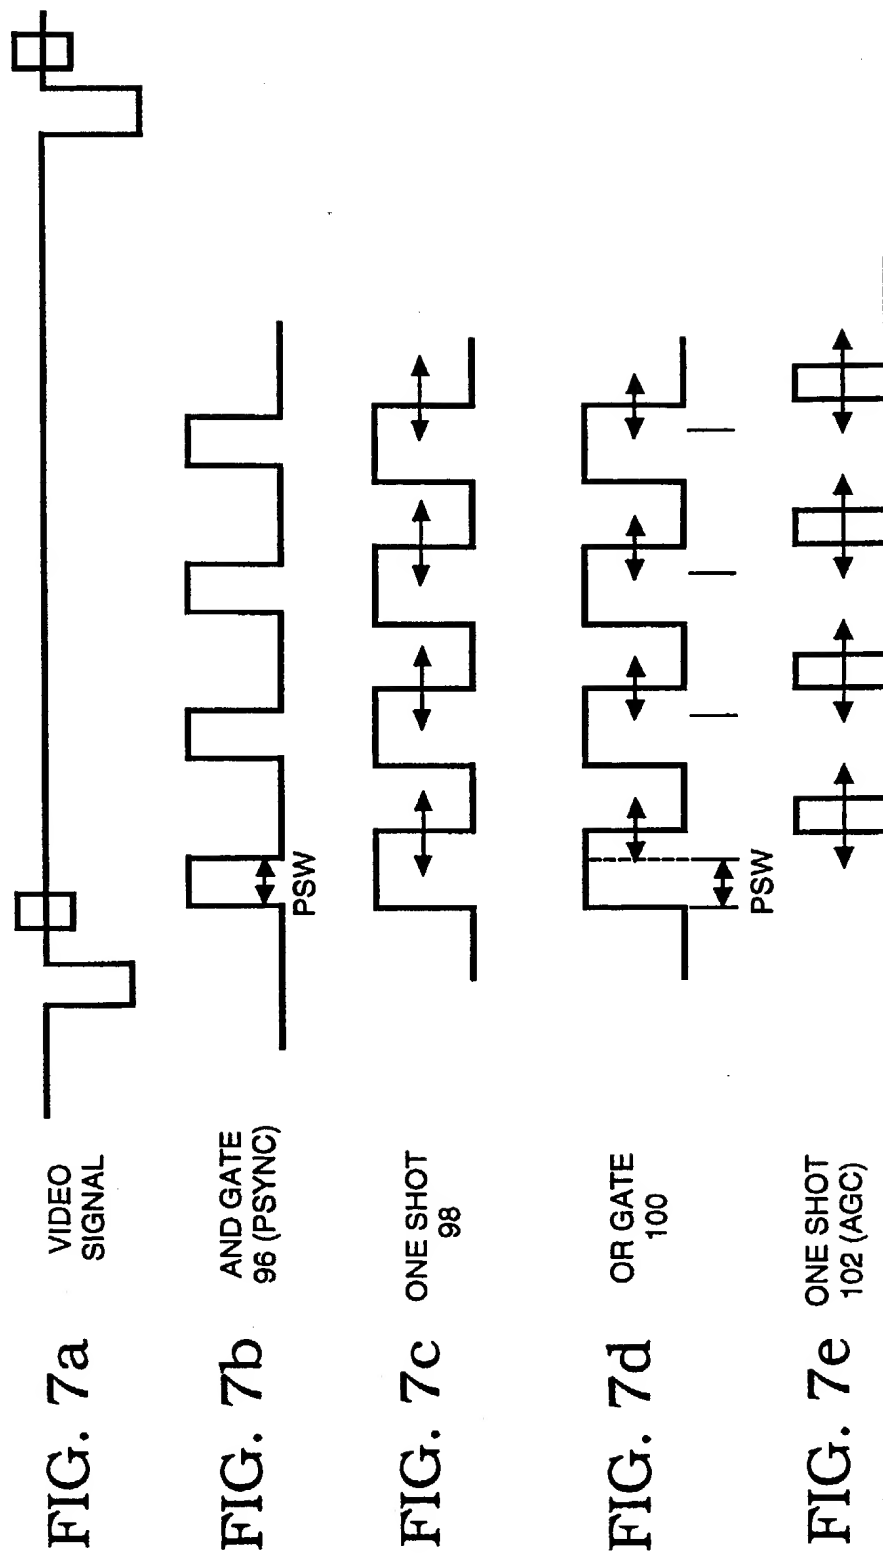 FIG. 7a
VIDEO
SIGNAL
FIG. 7b
AND GATE
96 (PSYNC)
PSW
FIG. 7c
ONE SHOT
98
FIG. 7d
OR GATE
100
PSW
FIG. 7e
ONE SHOT
102 (AGC)